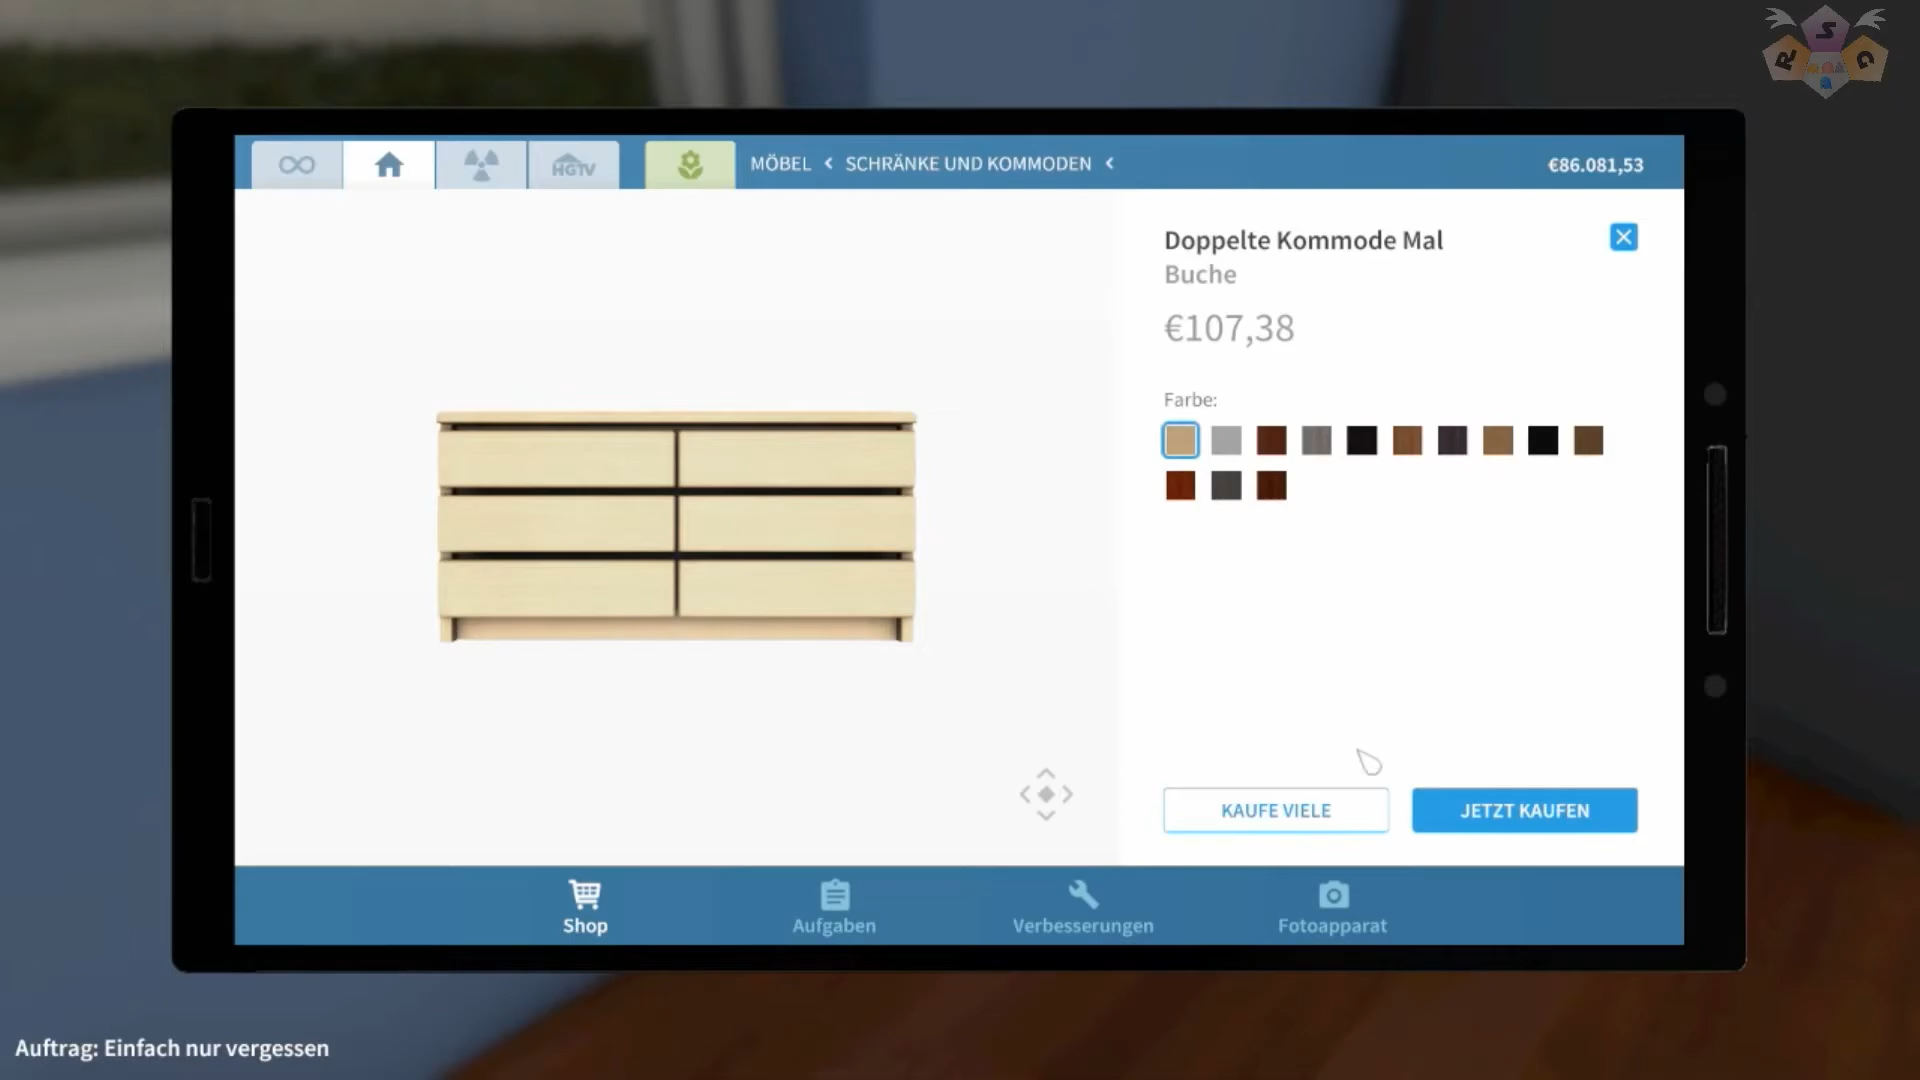 S
R G
HGTV
MÖBEL < SCHRÄNKE UND KOMMODEN <
€86.081,53
Doppelte Kommode Mal
Buche
€107,38
Farbe:
KAUFE VIELE
JETZT KAUFEN
Shop
Aufgaben
Verbesserungen
Fotoapparat
Auftrag: Einfach nur vergessen